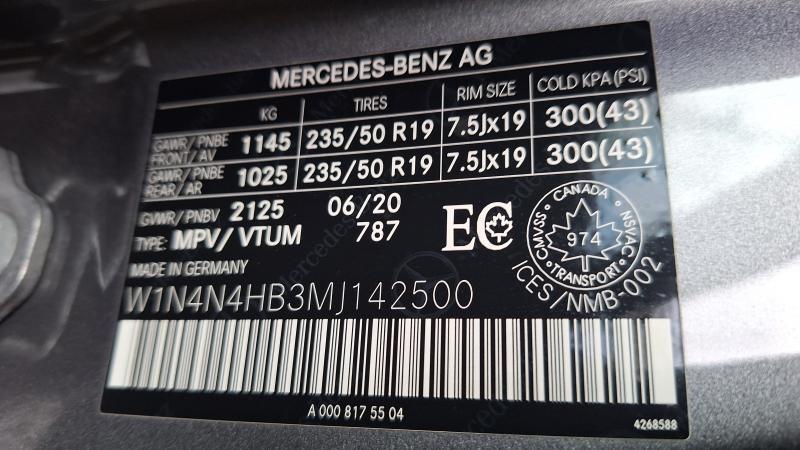 MERCEDES-BENZ AG
KG TIRES RIM SIZE COLD KPA (PSI)
GAWR/PNBE FRONT/AV 1145 235/50 R19 7.5Jx19 300(43)
GAWR/PNBE REAR/AR 1025 235/50 R19 7.5Jx19 300(43)
GVWR/PNBV 2125 06/20
TYPE: MPV/VTUM 787
EC
CANADA
CMVSS NSVAC
974
TRANSPORT
ICES/NMB-002
MADE IN GERMANY
W1N4N4HB3MJ142500
A 000 817 55 04
4268588